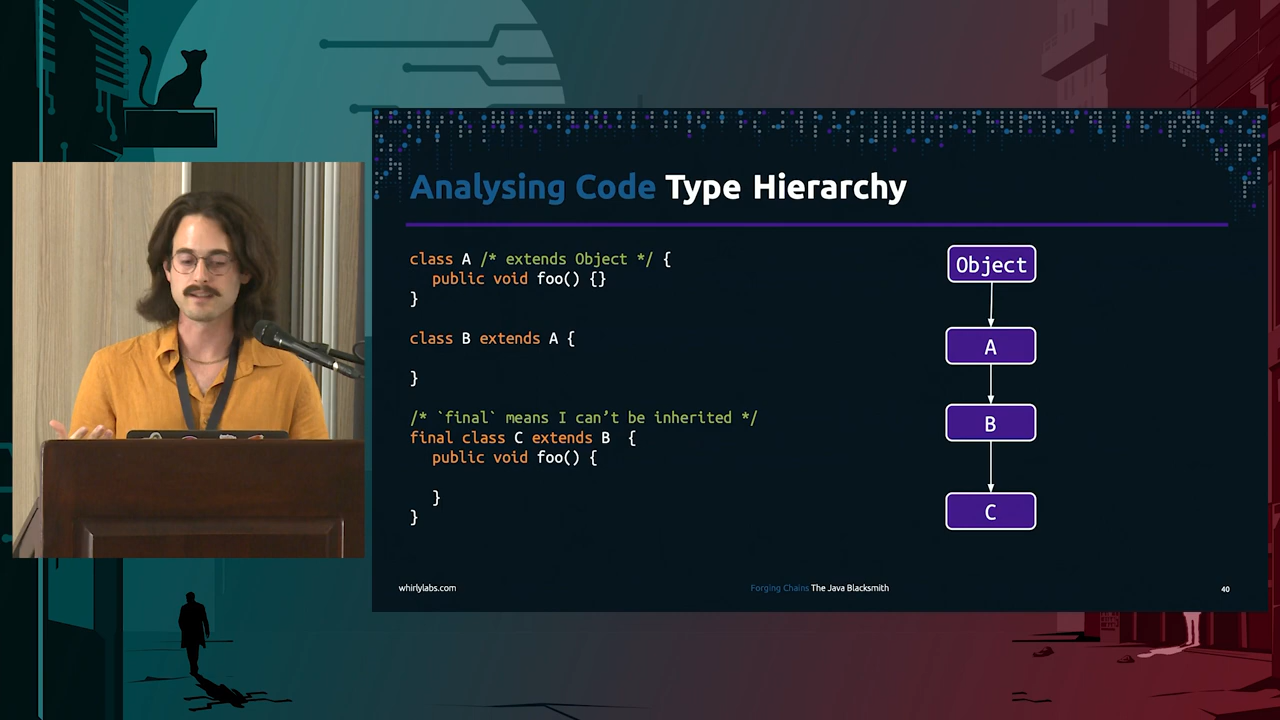 Analysing Code Type Hierarchy
class A /* extends Object */ {
public void foo() {}
}
class B extends A {
}
/* `final` means I can't be inherited */
final class C extends B {
public void foo() {
}
}
Object
A
B
C
whirlylabs.com
Forging Chains The Java Blacksmith
40